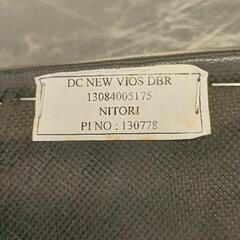 DC NEW VIOS DBR
13084005175
NITORI
PI NO : 130778